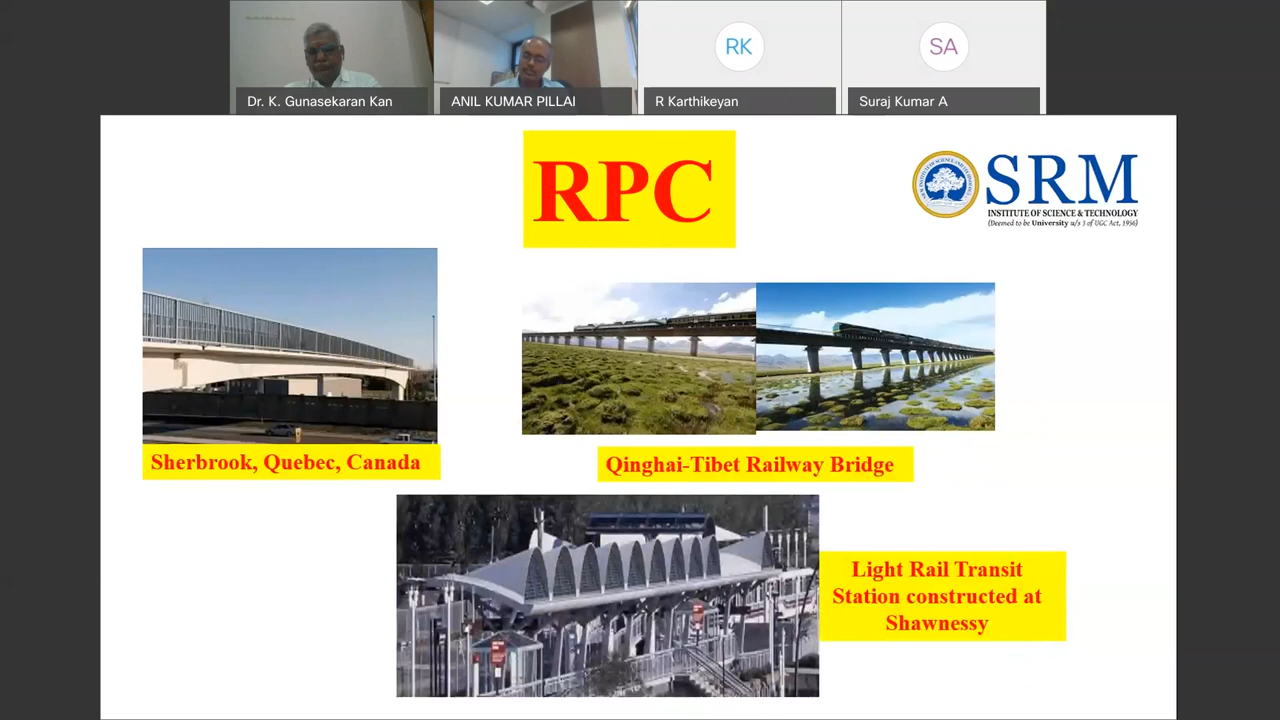 RK
SA
Dr. K. Gunasekaran Kan
ANIL KUMAR PILLAI
R Karthikeyan
Suraj Kumar A
RPC
SRM
INSTITUTE OF SCIENCE & TECHNOLOGY
(Deemed to be University u/s 3 of UGC Act, 1956)
Sherbrook, Quebec, Canada
Qinghai-Tibet Railway Bridge
Light Rail Transit
Station constructed at
Shawnessy